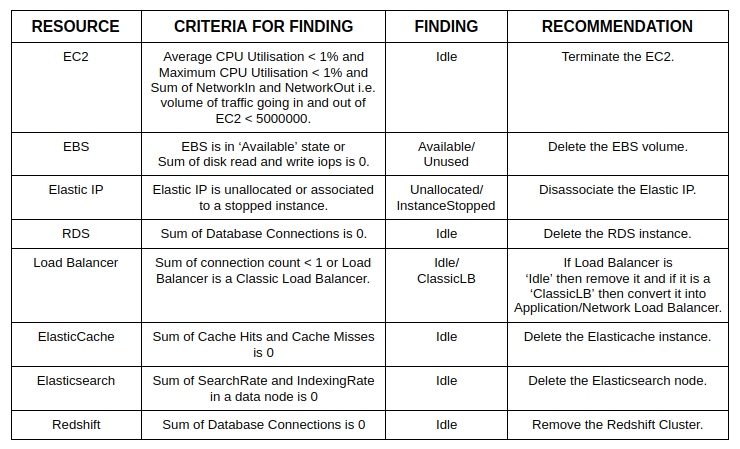 RESOURCE CRITERIA FOR FINDING FINDING RECOMMENDATION
EC2
Average CPU Utilisation < 1% and
Maximum CPU Utilisation < 1% and
Sum of NetworkIn and NetworkOut i.e.
volume of traffic going in and out of
EC2 < 5000000.
Idle
Terminate the EC2.
EBS
EBS is in ‘Available’ state or
Sum of disk read and write iops is 0.
Available/
Unused
Delete the EBS volume.
Elastic IP
Elastic IP is unallocated or associated
to a stopped instance.
Unallocated/
InstanceStopped
Disassociate the Elastic IP.
RDS
Sum of Database Connections is 0.
Idle
Delete the RDS instance.
Load Balancer
Sum of connection count < 1 or Load
Balancer is a Classic Load Balancer.
Idle/
ClassicLB
If Load Balancer is
‘Idle’ then remove it and if it is a
‘ClassicLB’ then convert it into
Application/Network Load Balancer.
ElasticCache
Sum of Cache Hits and Cache Misses
is 0
Idle
Delete the Elasticache instance.
Elasticsearch
Sum of SearchRate and IndexingRate
in a data node is 0
Idle
Delete the Elasticsearch node.
Redshift
Sum of Database Connections is 0
Idle
Remove the Redshift Cluster.